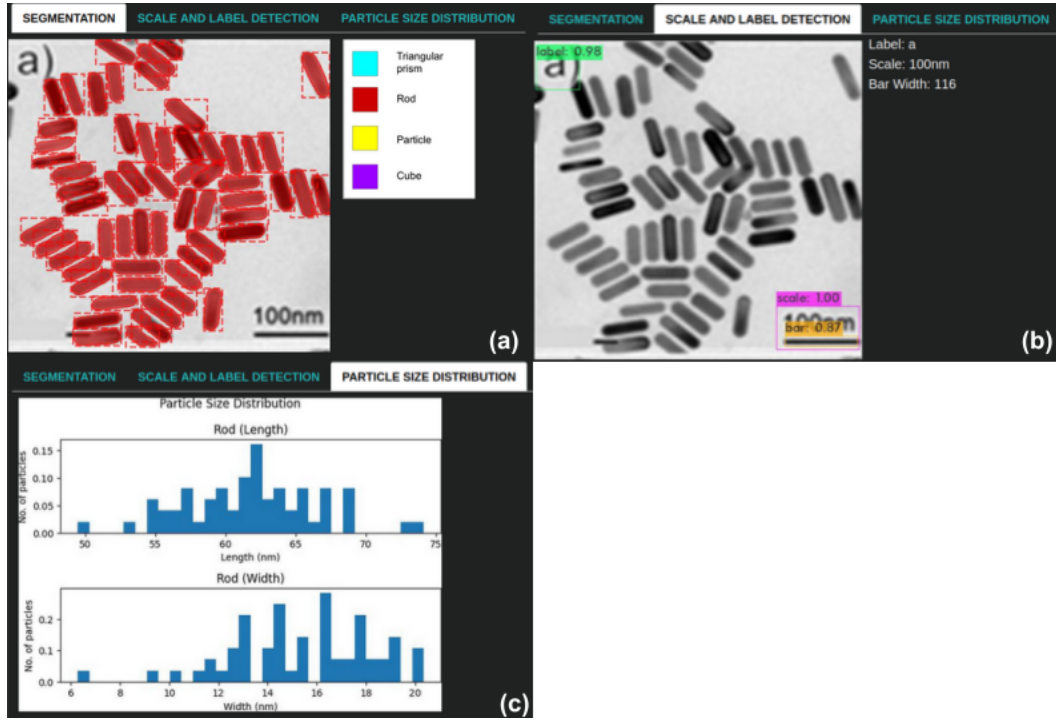 SEGMENTATION SCALE AND LABEL DETECTION PARTICLE SIZE DISTRIBUTION
a)
Triangular
prism
Rod
Particle
Cube
100nm
(a)
SEGMENTATION SCALE AND LABEL DETECTION PARTICLE SIZE DISTRIBUTION
label: 0.98
a)
Label: a
Scale: 100nm
Bar Width: 116
scale: 1.00
100nm
bar: 0.87
(b)
SEGMENTATION SCALE AND LABEL DETECTION PARTICLE SIZE DISTRIBUTION
Particle Size Distribution
Rod (Length)
No. of particles
0.15
0.10
0.05
0.00
50 55 60 65 70 75
Length (nm)
Rod (Width)
No. of particles
0.2
0.1
0.0
6 8 10 12 14 16 18 20
Width (nm)
(c)